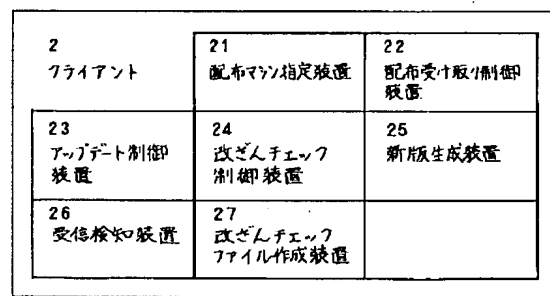 2
クライアント
21
配布マシン指定装置
22
配布受け取り制御
装置
23
アップデート制御
装置
24
改ざんチェック
制御装置
25
新版生成装置
26
受信検知装置
27
改ざんチェック
ファイル作成装置